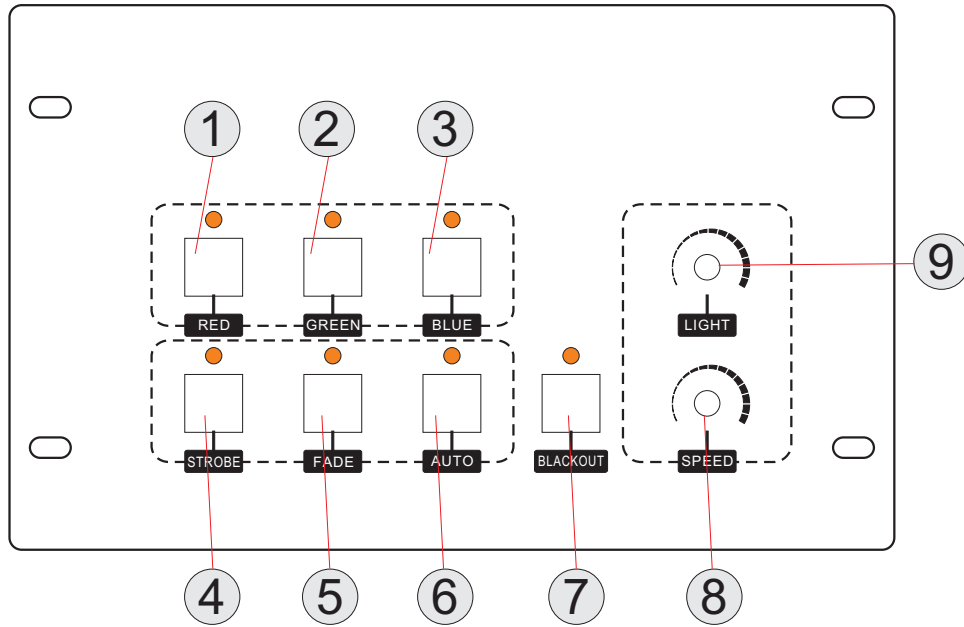 1 2 3
9
RED GREEN BLUE LIGHT
STROBE FADE AUTO BLACKOUT SPEED
4 5 6 7 8